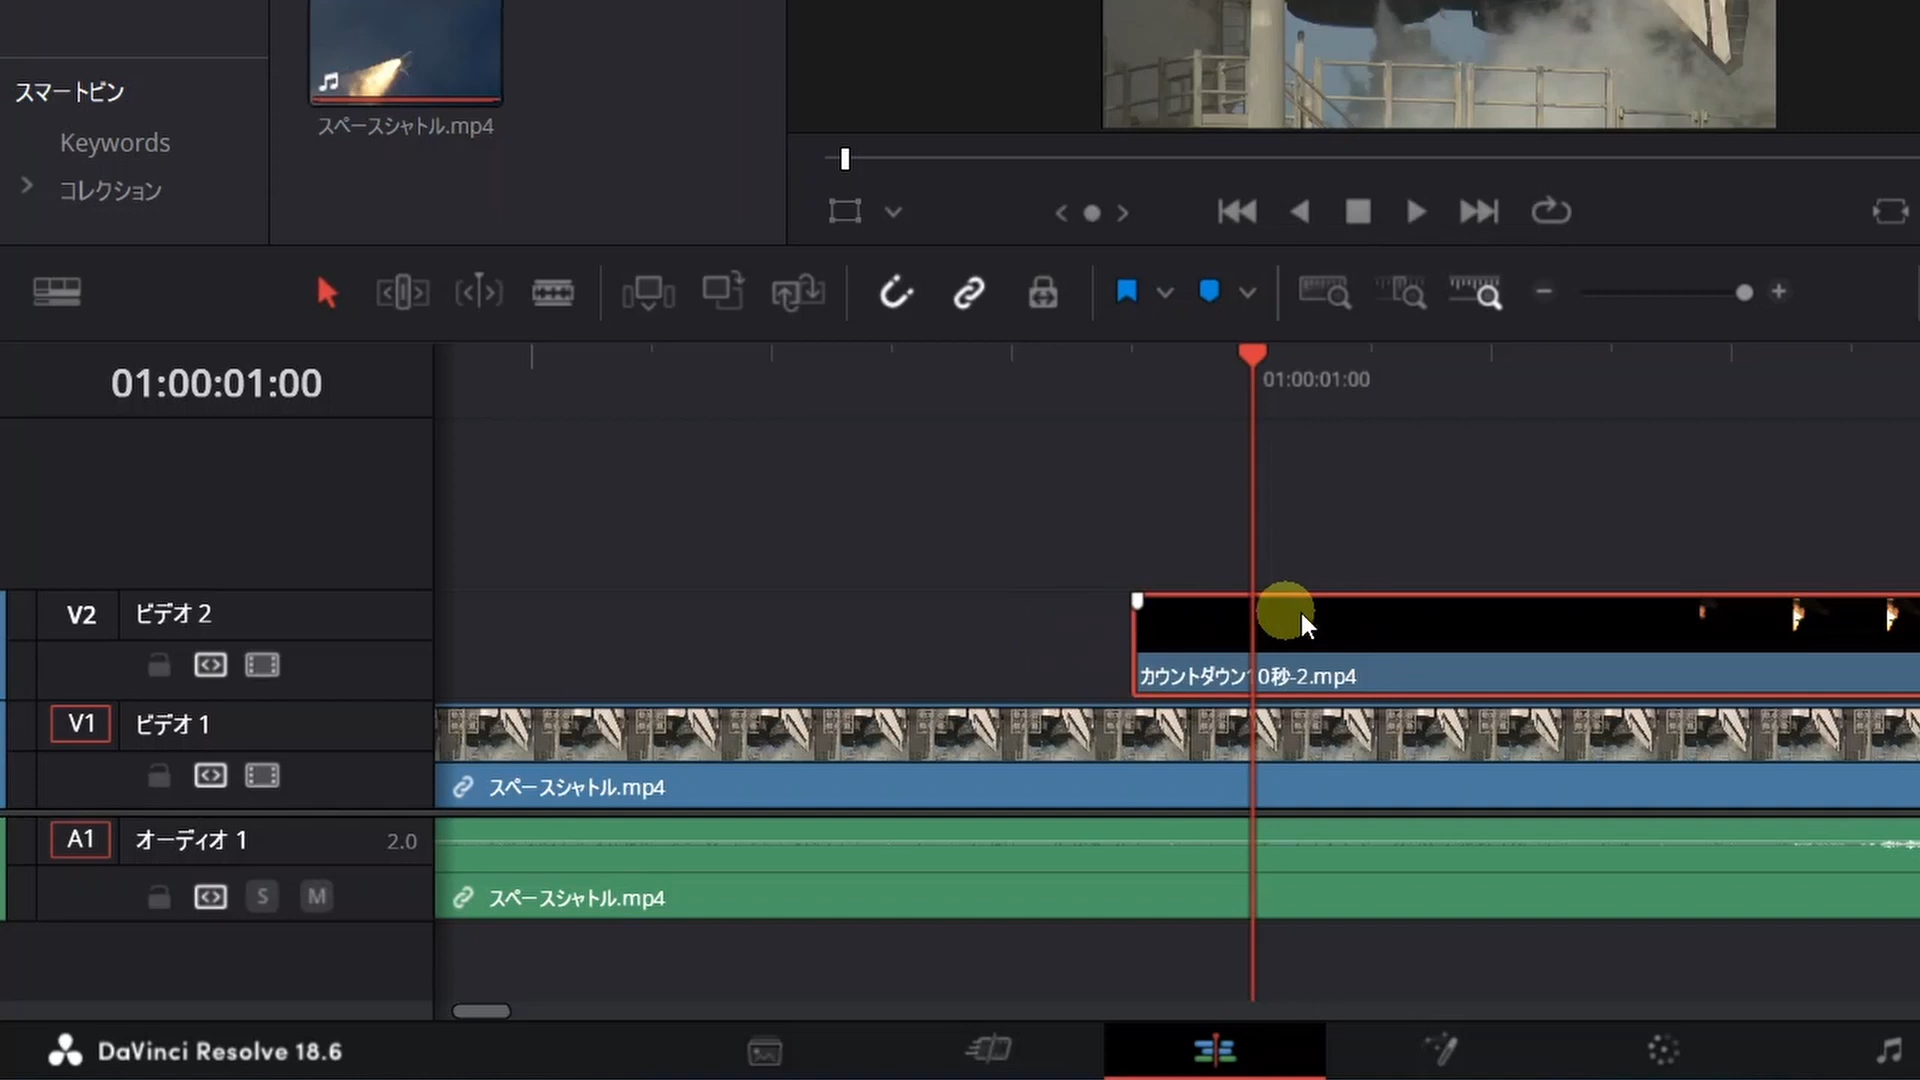 スペースシャトル.mp4
スマートビン
Keywords
コレクション
01:00:01:00
01:00:01:00
V2 ビデオ 2
カウントダウン10秒-2.mp4
V1 ビデオ 1
スペースシャトル.mp4
A1 オーディオ 1 2.0
S M
スペースシャトル.mp4
DaVinci Resolve 18.6